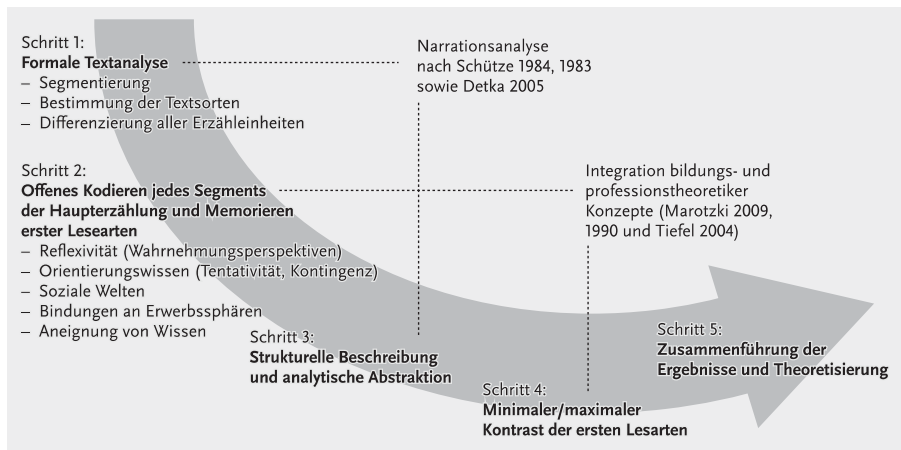 Schritt 1:
Formale Textanalyse
– Segmentierung
– Bestimmung der Textsorten
– Differenzierung aller Erzähleinheiten
Narrationsanalyse
nach Schütze 1984, 1983
sowie Detka 2005
Schritt 2:
Offenes Kodieren jedes Segments
der Haupterzählung und Memorieren
erster Lesearten
– Reflexivität (Wahrnehmungsperspektiven)
– Orientierungswissen (Tentativität, Kontingenz)
– Soziale Welten
– Bindungen an Erwerbssphären
– Aneignung von Wissen
Integration bildungs- und
professionstheoretiker
Konzepte (Marotzki 2009,
1990 und Tiefel 2004)
Schritt 3:
Strukturelle Beschreibung
und analytische Abstraktion
Schritt 4:
Minimaler/maximaler
Kontrast der ersten Lesarten
Schritt 5:
Zusammenführung der
Ergebnisse und Theoretisierung